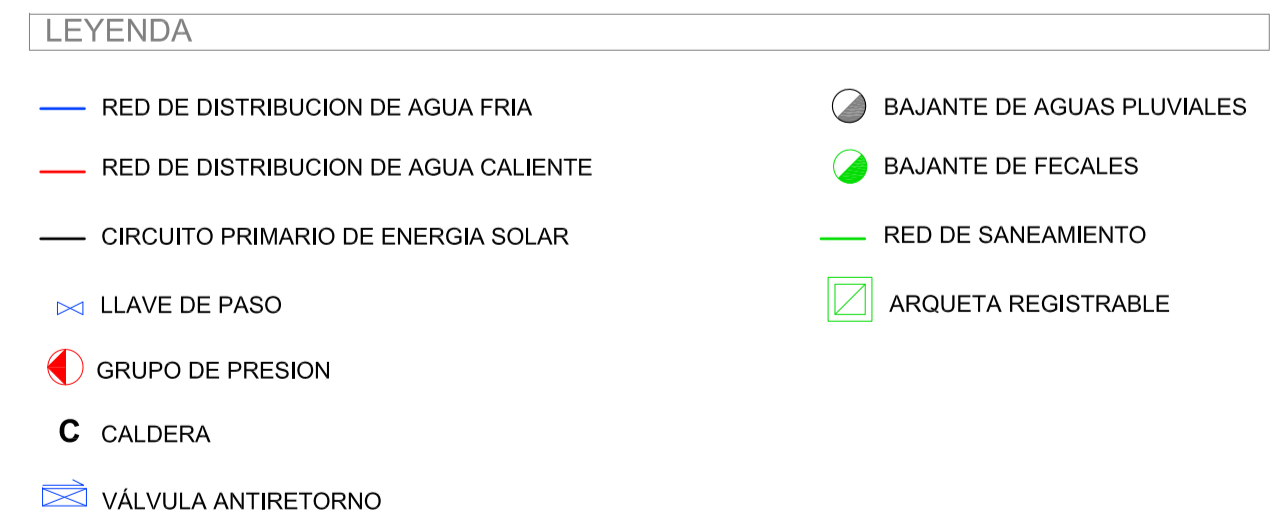 LEYENDA
RED DE DISTRIBUCION DE AGUA FRIA
RED DE DISTRIBUCION DE AGUA CALIENTE
CIRCUITO PRIMARIO DE ENERGIA SOLAR
LLAVE DE PASO
GRUPO DE PRESION
C CALDERA
VÁLVULA ANTIRETORNO
BAJANTE DE AGUAS PLUVIALES
BAJANTE DE FECALES
RED DE SANEAMIENTO
ARQUETA REGISTRABLE